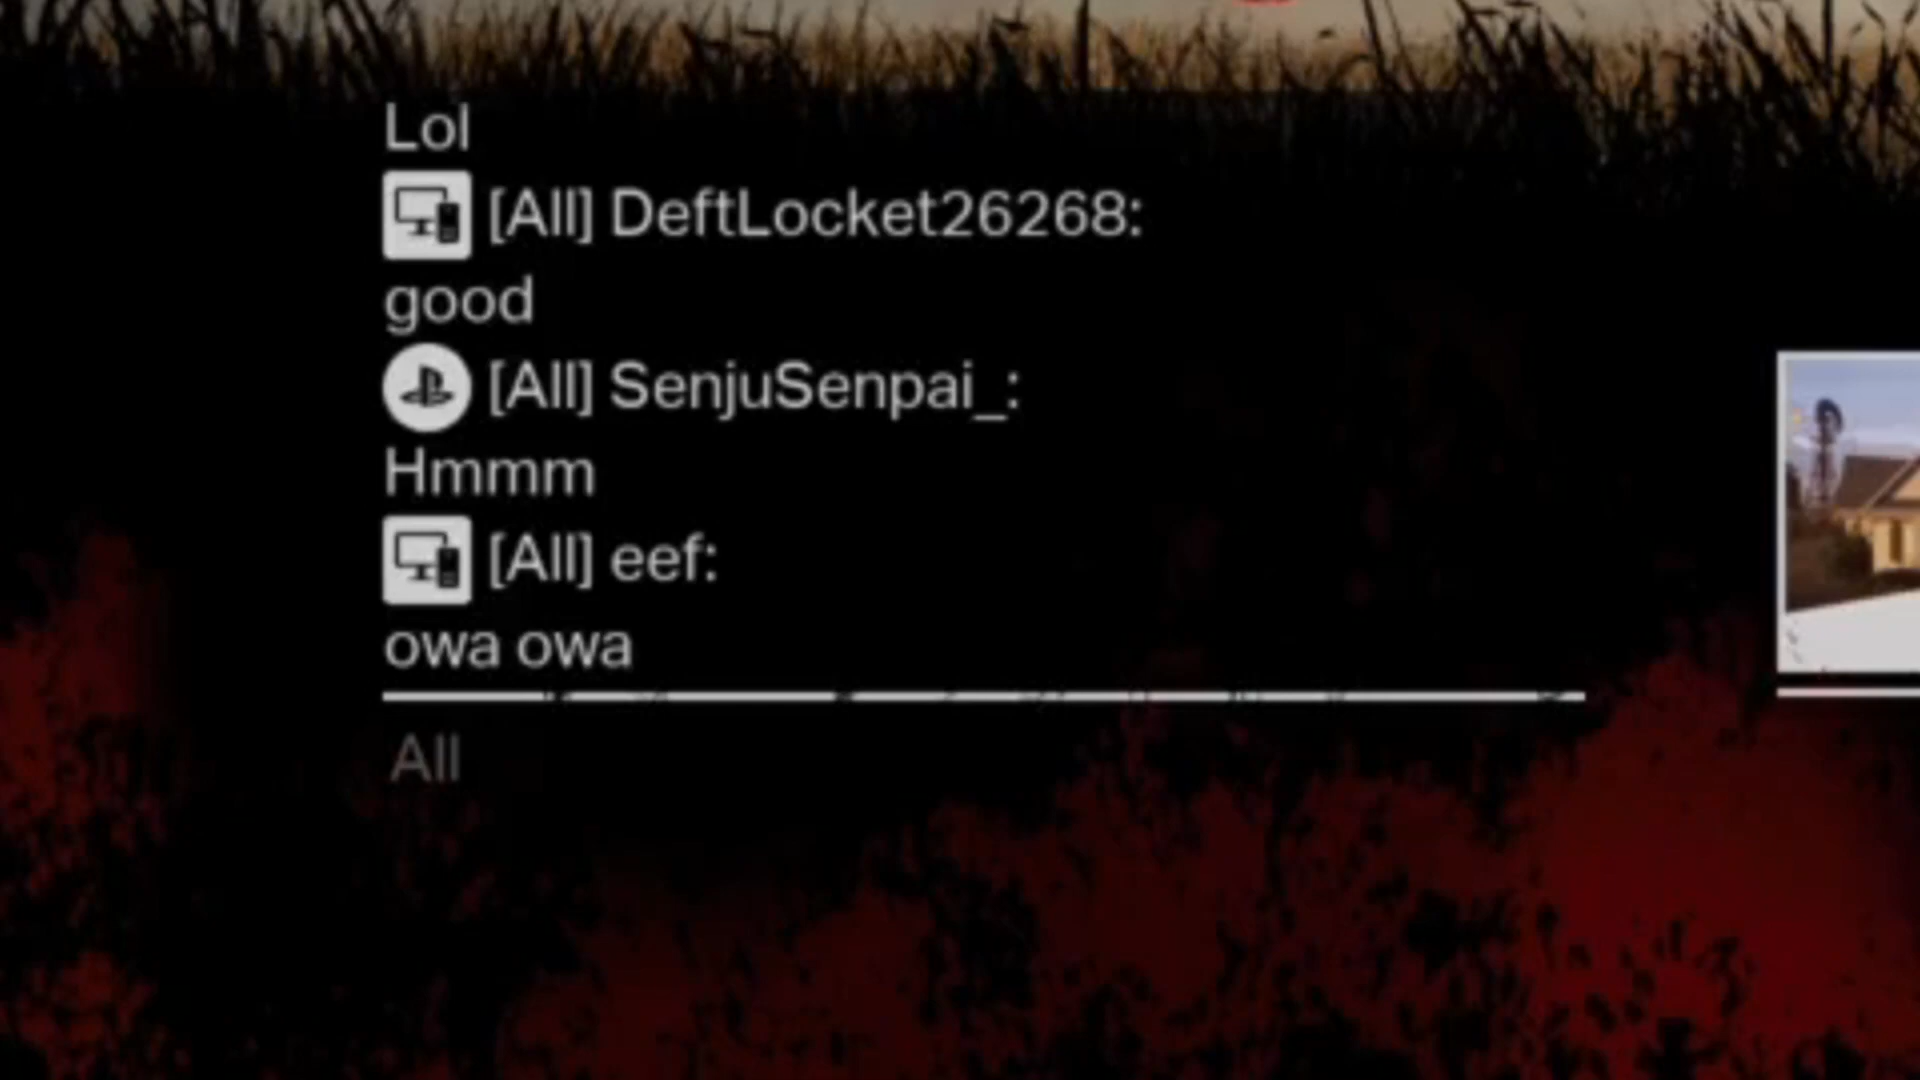 Lol
[All] DeftLocket26268:
good
[All] SenjuSenpai_:
Hmmm
[All] eef:
owa owa
All